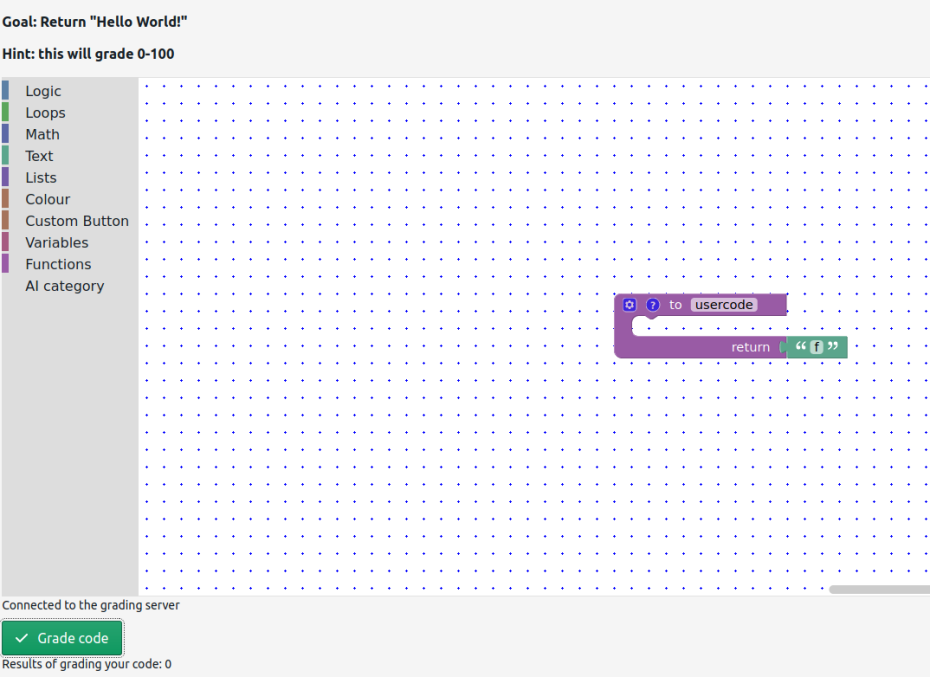 Goal: Return "Hello World!"
Hint: this will grade 0-100
Logic
Loops
Math
Text
Lists
Colour
Custom Button
Variables
Functions
AI category
? to usercode
return “ f ”
Connected to the grading server
Grade code
Results of grading your code: 0